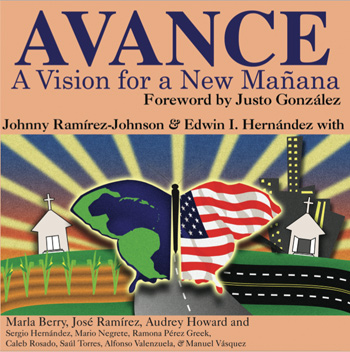 AVANCE
A Vision for a New Mañana
Foreword by Justo González
Johnny Ramírez-Johnson & Edwin I. Hernández with
Marla Berry, José Ramírez, Audrey Howard and
Sergio Hernández, Mario Negrete, Ramona Pérez Greek,
Caleb Rosado, Saúl Torres, Alfonso Valenzuela, & Manuel Vásquez